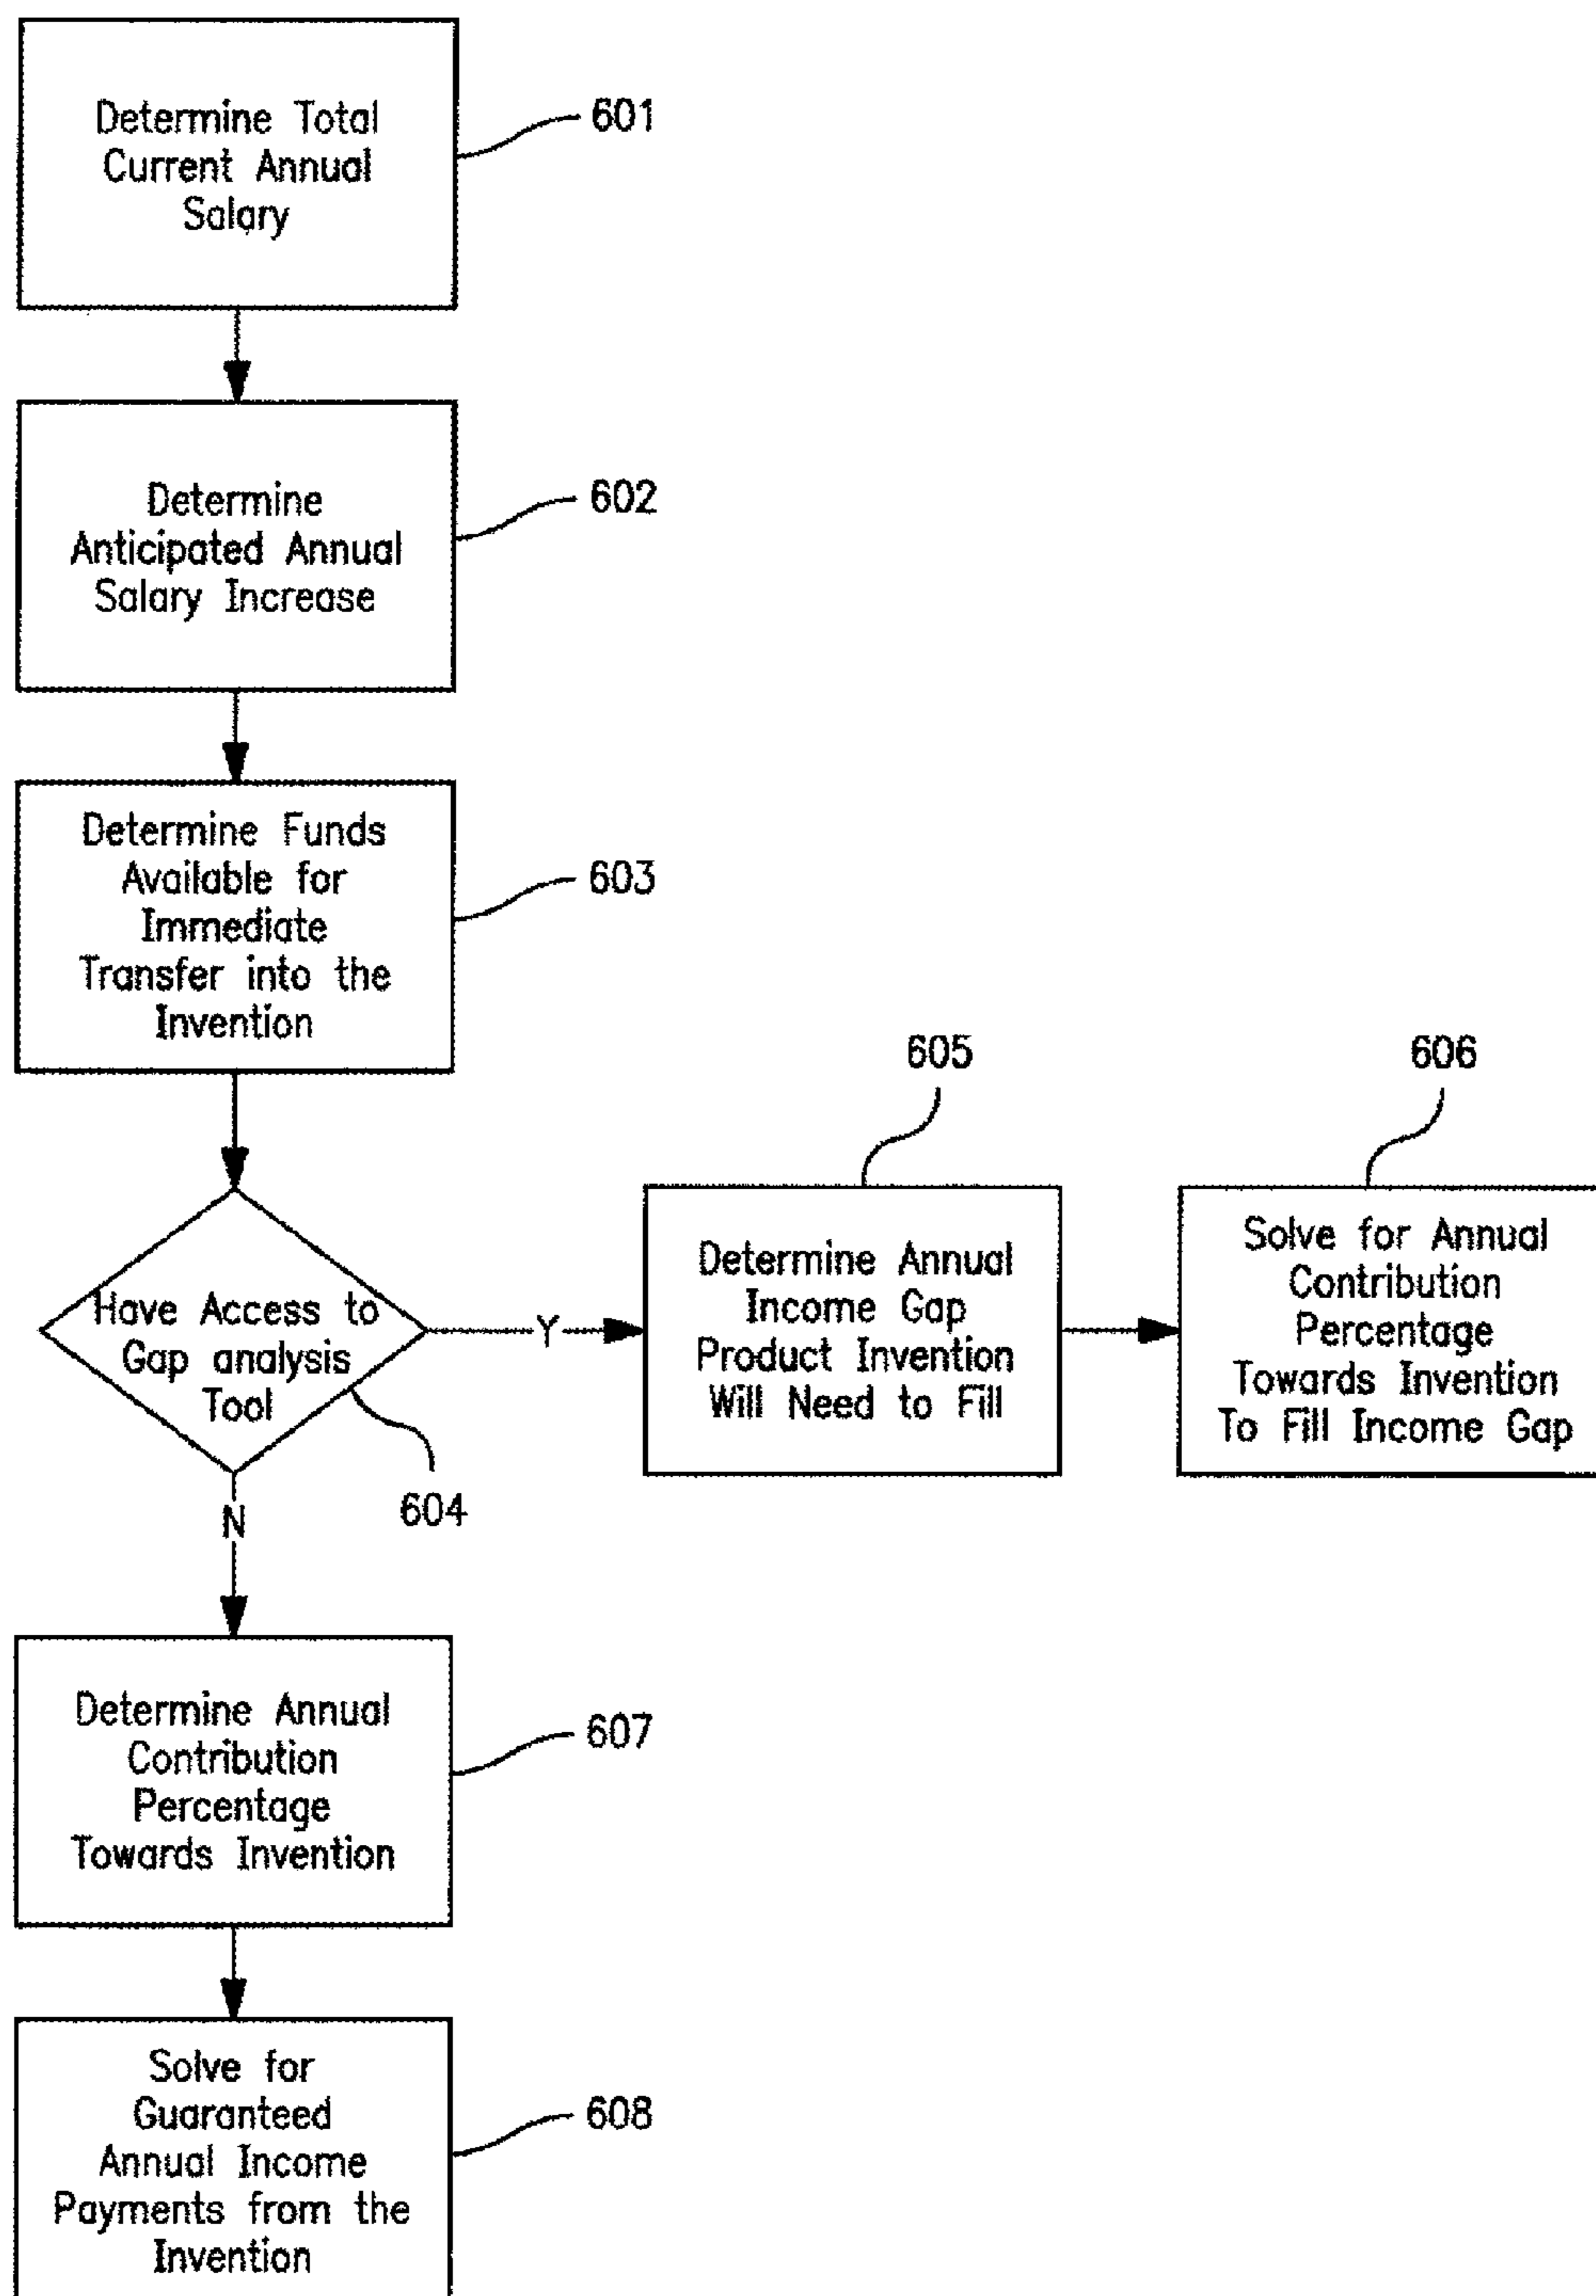 Determine Total
Current Annual
Salary
601
Determine
Anticipated Annual
Salary Increase
602
Determine Funds
Available for
Immediate
Transfer into the
Invention
603
Have Access to
Gap analysis
Tool
604
Y
605
Determine Annual
Income Gap
Product Invention
Will Need to Fill
606
Solve for Annual
Contribution
Percentage
Towards Invention
To Fill Income Gap
N
Determine Annual
Contribution
Percentage
Towards Invention
607
Solve for
Guaranteed
Annual Income
Payments from the
Invention
608